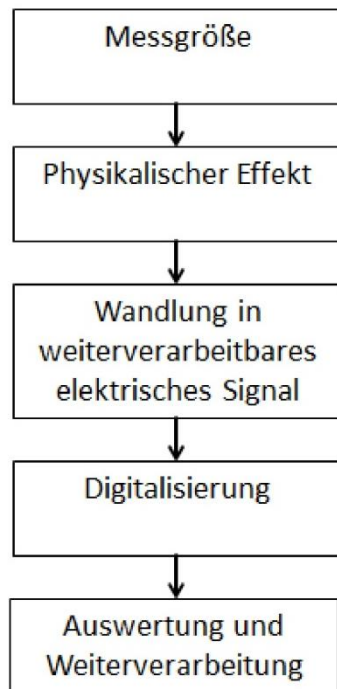 Messgröße
Physikalischer Effekt
Wandlung in
weiterverarbeitbares
elektrisches Signal
Digitalisierung
Auswertung und
Weiterverarbeitung